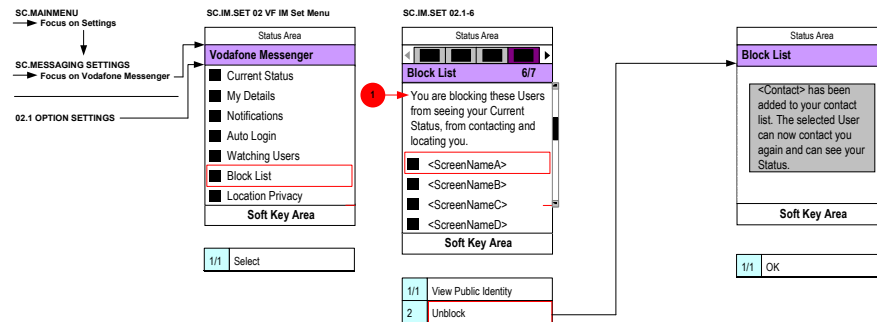 SC.MAINMENU
Focus on Settings
SC.MESSAGING SETTINGS
Focus on Vodafone Messenger
02.1 OPTION SETTINGS
SC.IM.SET 02 VF IM Set Menu
Status Area
Vodafone Messenger
Current Status
My Details
Notifications
Auto Login
Watching Users
Block List
Location Privacy
Soft Key Area
1/1 Select
SC.IM.SET 02.1-6
Status Area
Block List 6/7
1
You are blocking these Users
from seeing your Current
Status, from contacting and
locating you.
<ScreenNameA>
<ScreenNameB>
<ScreenNameC>
<ScreenNameD>
Soft Key Area
1/1 View Public Identity
2 Unblock
Status Area
Block List
<Contact> has been
added to your contact
list. The selected User
can now contact you
again and can see your
Status.
Soft Key Area
1/1 OK